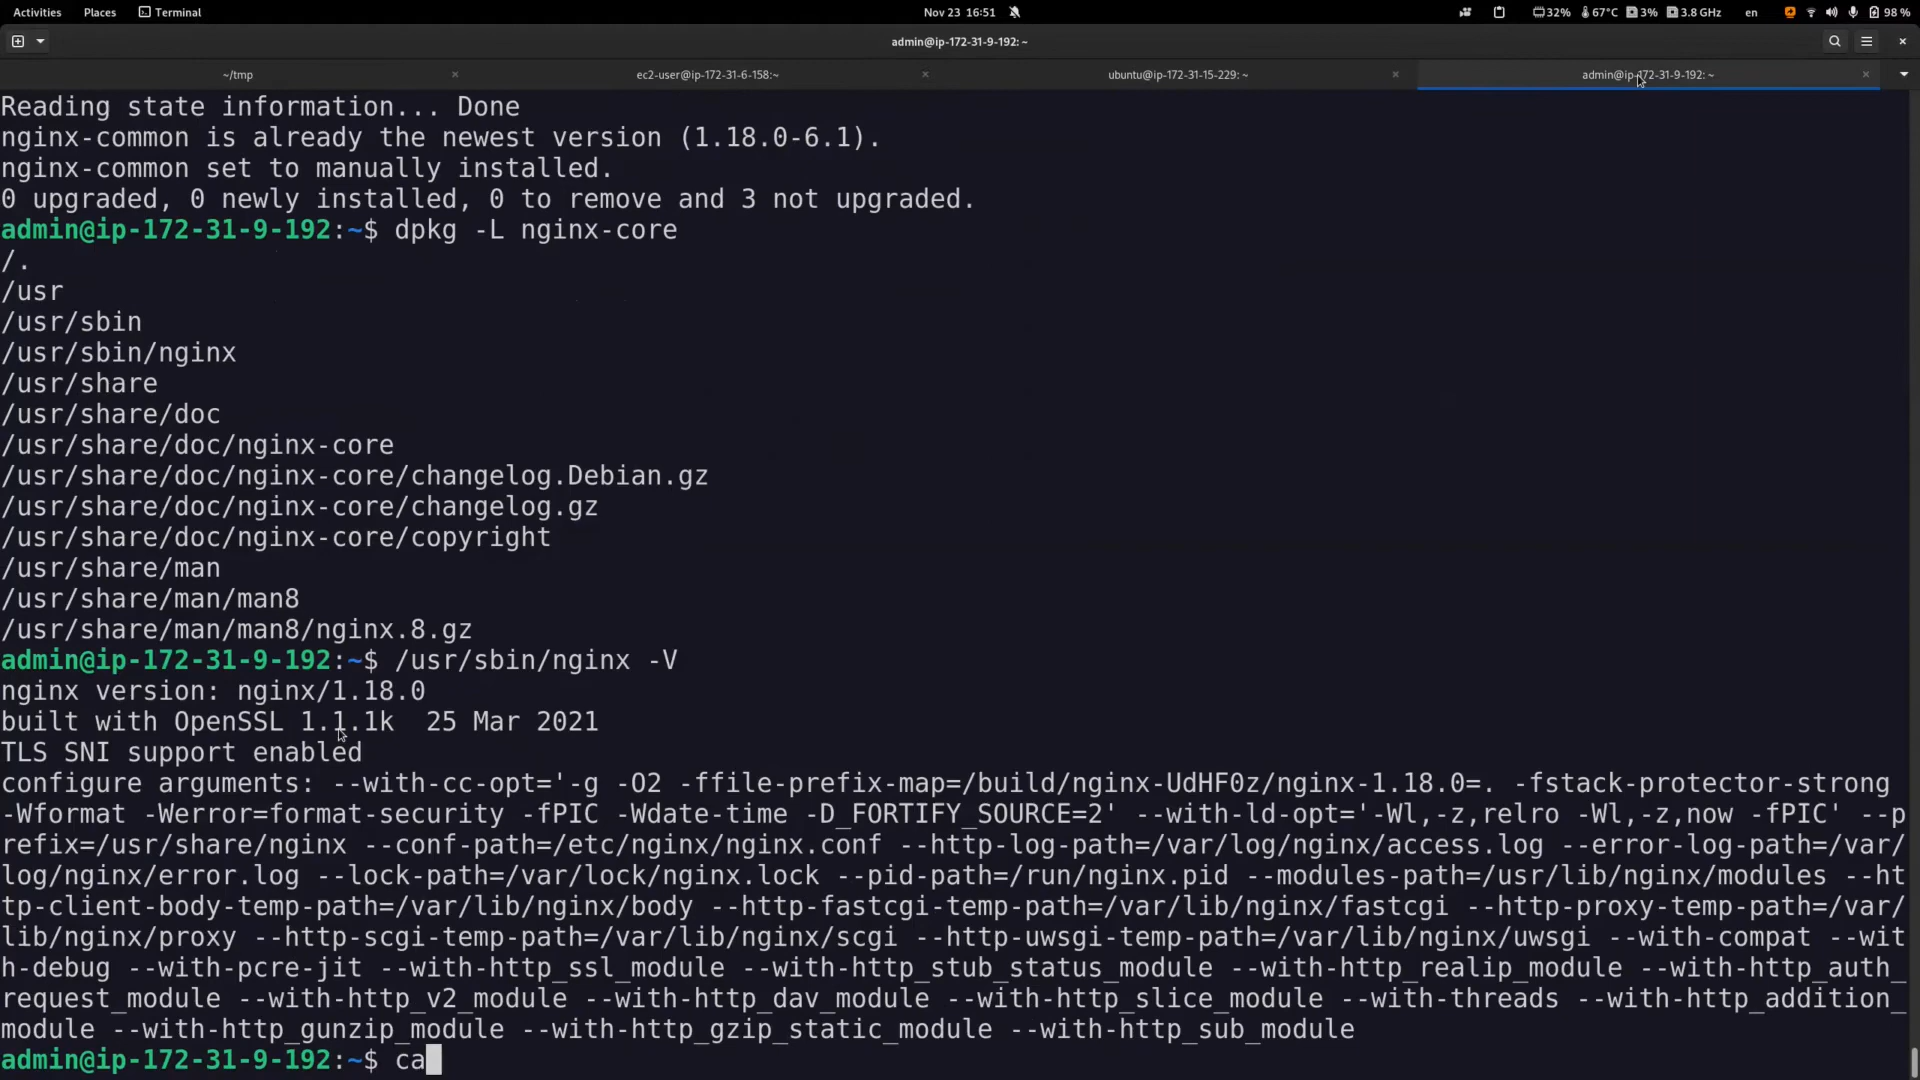 Activities Places Terminal Nov 23 16:51 32% 67°C 3% 3.8 GHz en 98 %
admin@ip-172-31-9-192: ~
~/tmp ec2-user@ip-172-31-6-158:~ ubuntu@ip-172-31-15-229: ~ admin@ip-172-31-9-192: ~
Reading state information... Done
nginx-common is already the newest version (1.18.0-6.1).
nginx-common set to manually installed.
0 upgraded, 0 newly installed, 0 to remove and 3 not upgraded.
admin@ip-172-31-9-192:~$ dpkg -L nginx-core
/.
/usr
/usr/sbin
/usr/sbin/nginx
/usr/share
/usr/share/doc
/usr/share/doc/nginx-core
/usr/share/doc/nginx-core/changelog.Debian.gz
/usr/share/doc/nginx-core/changelog.gz
/usr/share/doc/nginx-core/copyright
/usr/share/man
/usr/share/man/man8
/usr/share/man/man8/nginx.8.gz
admin@ip-172-31-9-192:~$ /usr/sbin/nginx -V
nginx version: nginx/1.18.0
built with OpenSSL 1.1.1k  25 Mar 2021
TLS SNI support enabled
configure arguments: --with-cc-opt='-g -O2 -ffile-prefix-map=/build/nginx-UdHF0z/nginx-1.18.0=. -fstack-protector-strong
-Wformat -Werror=format-security -fPIC -Wdate-time -D_FORTIFY_SOURCE=2' --with-ld-opt='-Wl,-z,relro -Wl,-z,now -fPIC' --p
refix=/usr/share/nginx --conf-path=/etc/nginx/nginx.conf --http-log-path=/var/log/nginx/access.log --error-log-path=/var/
log/nginx/error.log --lock-path=/var/lock/nginx.lock --pid-path=/run/nginx.pid --modules-path=/usr/lib/nginx/modules --ht
tp-client-body-temp-path=/var/lib/nginx/body --http-fastcgi-temp-path=/var/lib/nginx/fastcgi --http-proxy-temp-path=/var/
lib/nginx/proxy --http-scgi-temp-path=/var/lib/nginx/scgi --http-uwsgi-temp-path=/var/lib/nginx/uwsgi --with-compat --wit
h-debug --with-pcre-jit --with-http_ssl_module --with-http_stub_status_module --with-http_realip_module --with-http_auth_
request_module --with-http_v2_module --with-http_dav_module --with-http_slice_module --with-threads --with-http_addition_
module --with-http_gunzip_module --with-http_gzip_static_module --with-http_sub_module
admin@ip-172-31-9-192:~$ ca